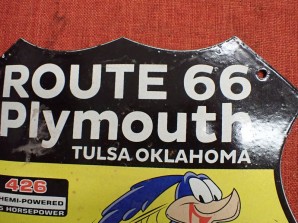 ROUTE 66
Plymouth
TULSA OKLAHOMA
426
HEMI-POWERED
HORSEPOWER